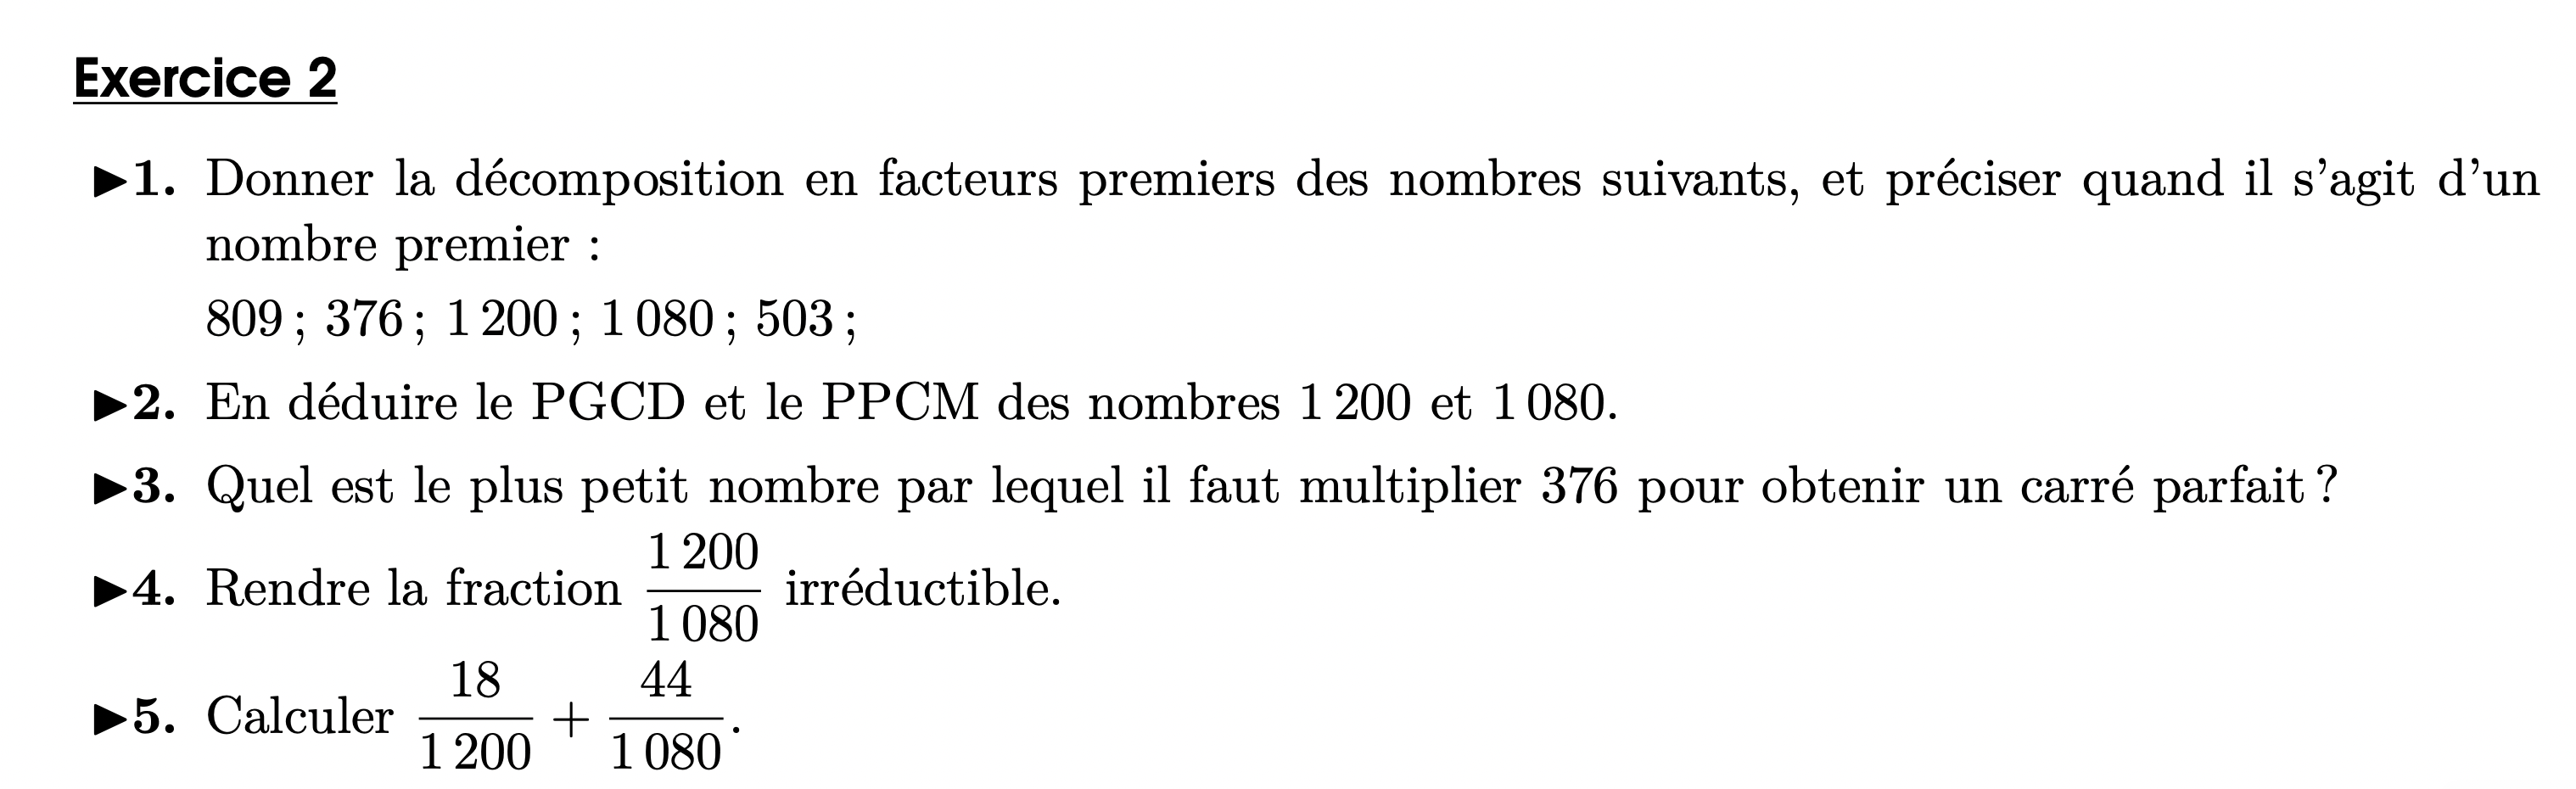 Exercice 2
▶1. Donner la décomposition en facteurs premiers des nombres suivants, et préciser quand il s'agit d'un
nombre premier :
809 ; 376 ; 1 200 ; 1 080 ; 503 ;
▶2. En déduire le PGCD et le PPCM des nombres 1 200 et 1 080.
▶3. Quel est le plus petit nombre par lequel il faut multiplier 376 pour obtenir un carré parfait ?
▶4. Rendre la fraction 1 200/1 080 irréductible.
▶5. Calculer 18/1 200 + 44/1 080.